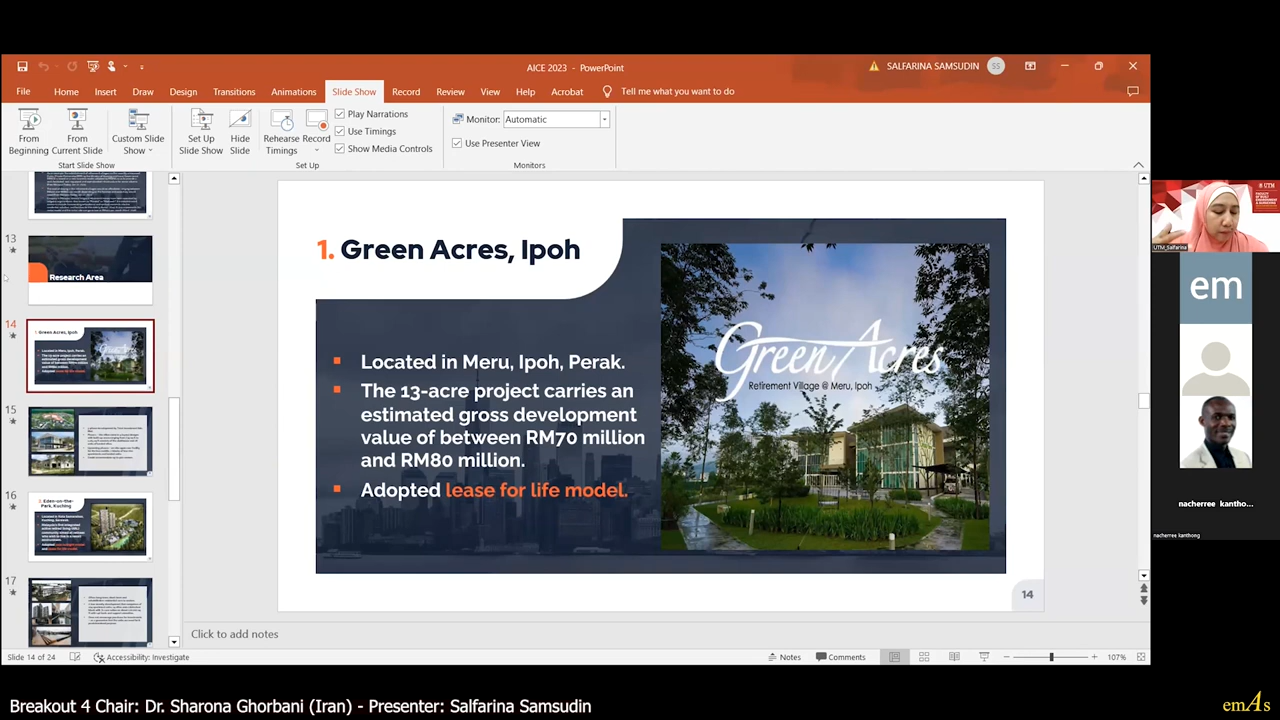 AICE 2023 - PowerPoint
SALFARINA SAMSUDIN
SS
File
Home
Insert
Draw
Design
Transitions
Animations
Slide Show
Record
Review
View
Help
Acrobat
Tell me what you want to do
From Beginning
From Current Slide
Custom Slide Show
Set Up Slide Show
Hide Slide
Rehearse Timings
Record
Play Narrations
Use Timings
Show Media Controls
Monitor: Automatic
Use Presenter View
Start Slide Show
Set Up
Monitors
13
Research Area
14
15
16
17
1. Green Acres, Ipoh
Located in Meru, Ipoh, Perak.
The 13-acre project carries an
estimated gross development
value of between RM70 million
and RM80 million.
Adopted lease for life model.
Green Acres
Retirement Village @ Meru, Ipoh
14
Click to add notes
Slide 14 of 24
Accessibility: Investigate
Notes
Comments
107%
UTM
UTM_Salfarina
em
nacherree kantho...
nacherree kanthong
Breakout 4 Chair: Dr. Sharona Ghorbani (Iran) - Presenter: Salfarina Samsudin
emAs